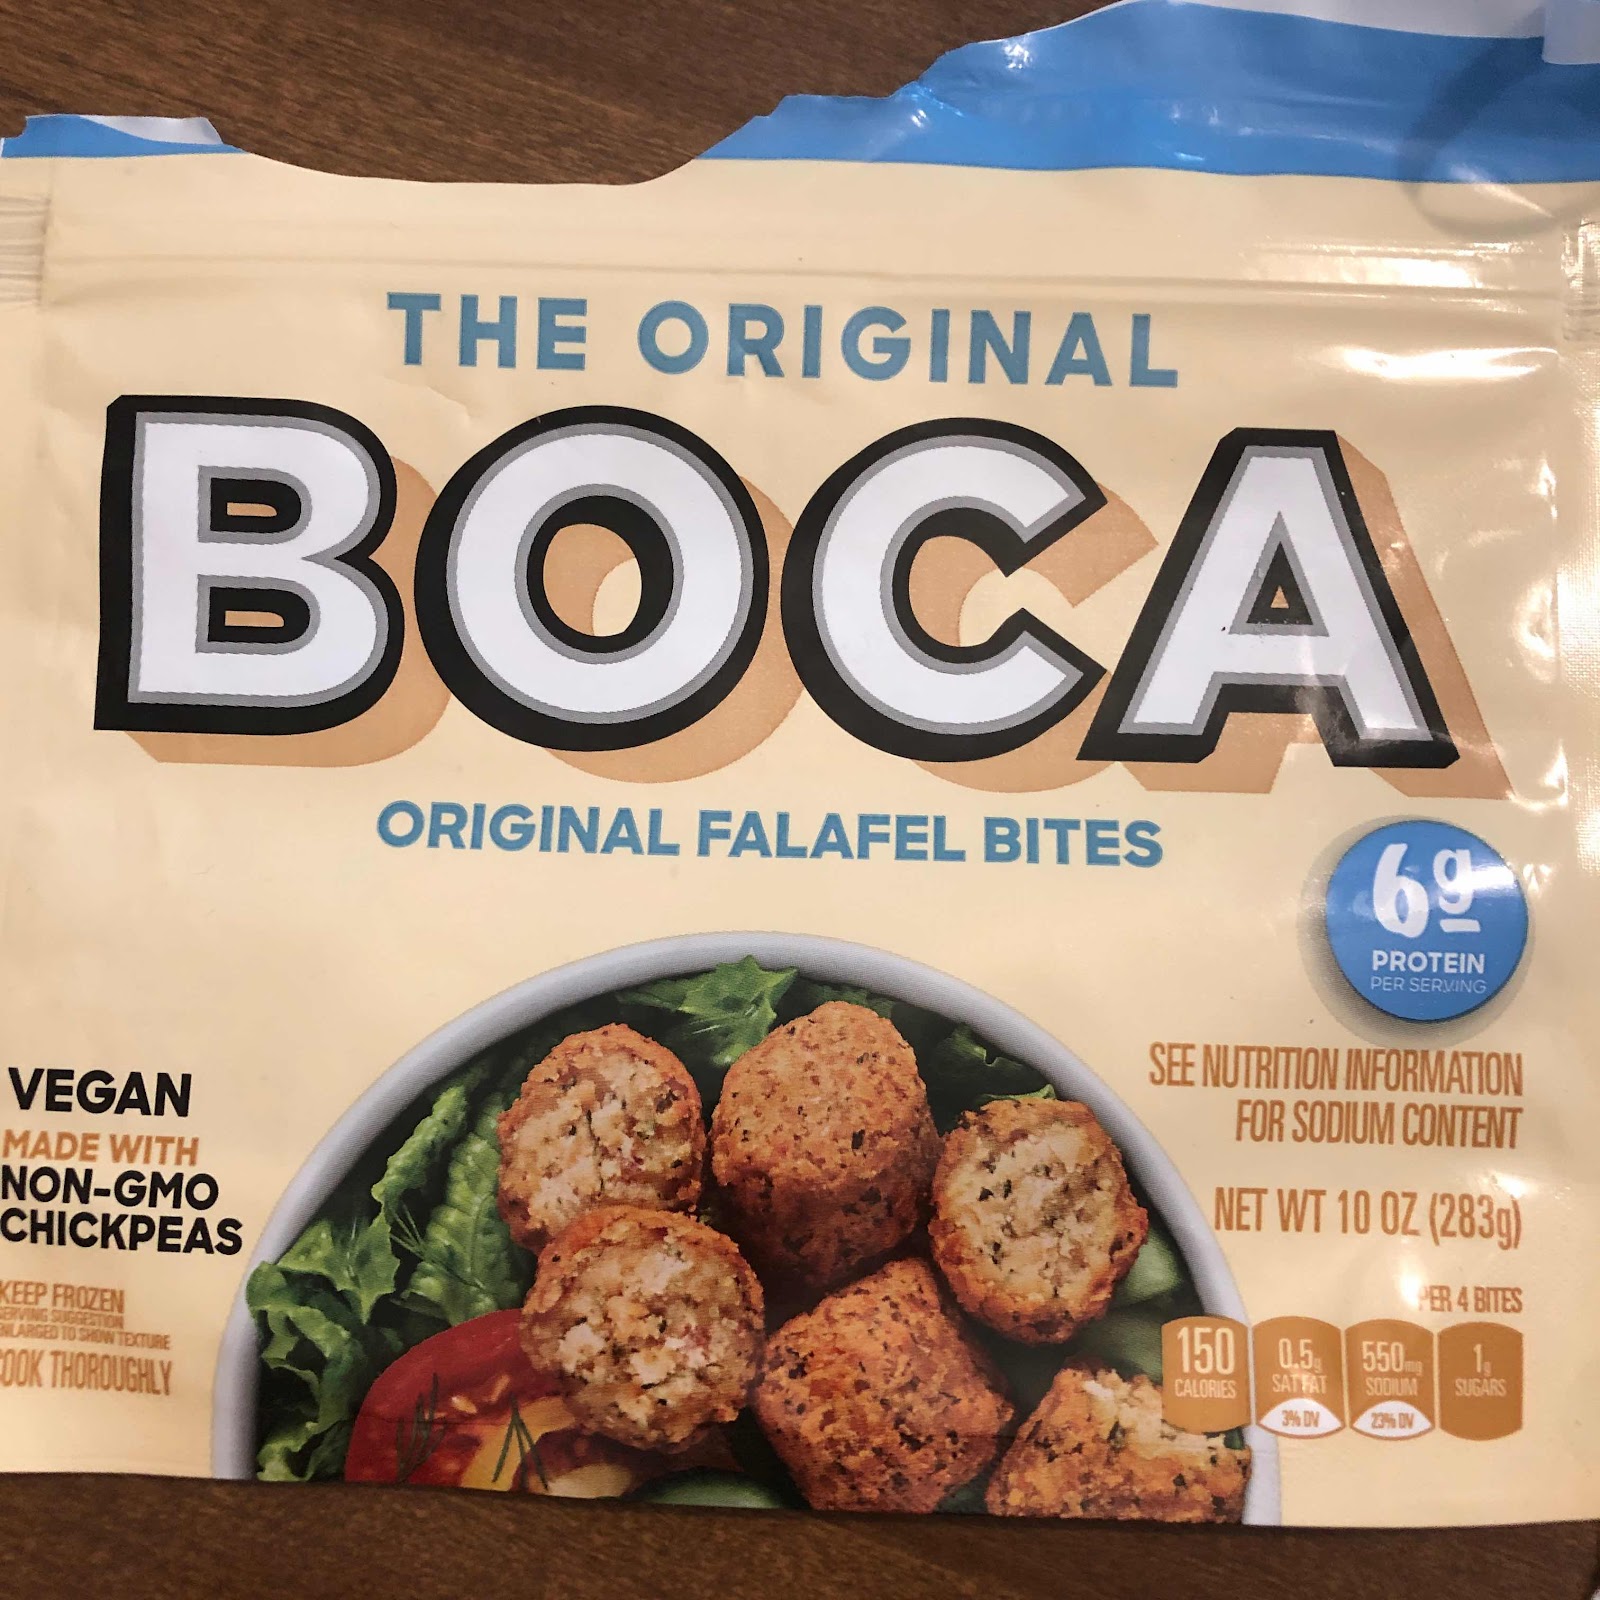 THE ORIGINAL
BOCA
ORIGINAL FALAFEL BITES
6g
PROTEIN
PER SERVING
VEGAN
MADE WITH
NON-GMO
CHICKPEAS
KEEP FROZEN
SERVING SUGGESTION
ENLARGED TO SHOW TEXTURE
COOK THOROUGHLY
SEE NUTRITION INFORMATION
FOR SODIUM CONTENT
NET WT 10 OZ (283g)
PER 4 BITES
150
CALORIES
0.5g
SAT FAT
3% DV
550mg
SODIUM
23% DV
1g
SUGARS